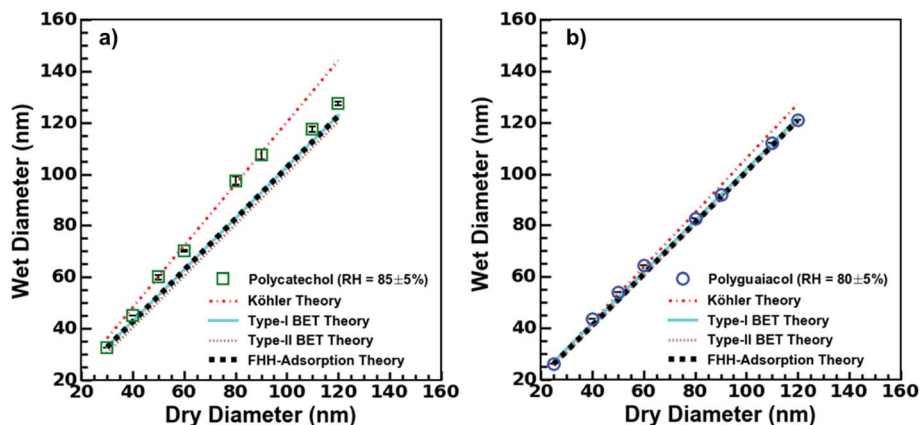 a)
160
140
120
100
80
60
40
20
20 40 60 80 100 120 140 160
Wet Diameter (nm)
Dry Diameter (nm)
Polycatechol (RH = 85±5%)
Köhler Theory
Type-I BET Theory
Type-II BET Theory
FHH-Adsorption Theory
b)
160
140
120
100
80
60
40
20
20 40 60 80 100 120 140 160
Wet Diameter (nm)
Dry Diameter (nm)
Polyguaiacol (RH = 80±5%)
Köhler Theory
Type-I BET Theory
Type-II BET Theory
FHH-Adsorption Theory